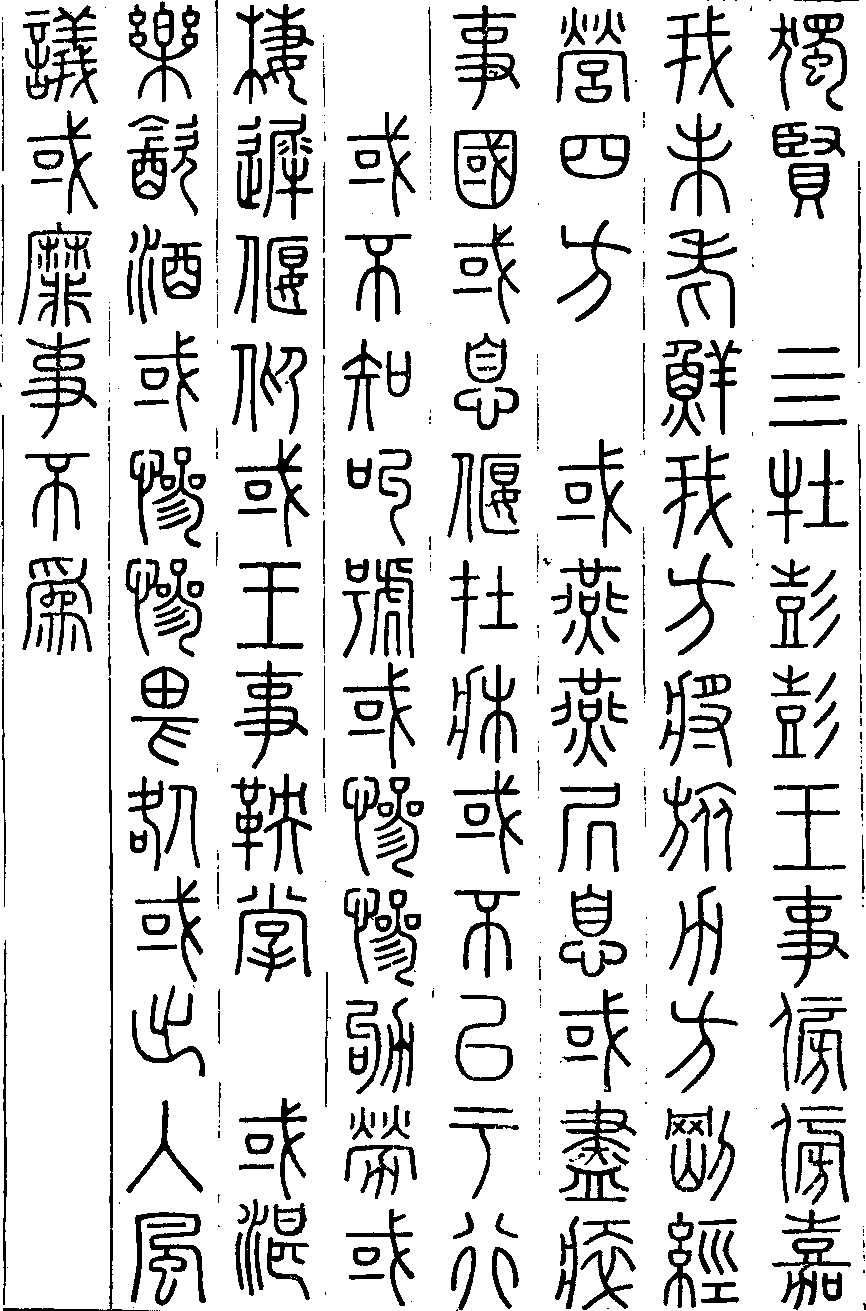 獨賢　亖牡彭彭王事傍傍嘉
我未老鮮我方將旅力方剛經
營四方　或燕燕凥息或盡瘁
事國或息偃在牀或不已于行
或不知叫號或慘慘劬勞或
棲遲偃仰或王事鞅掌　或湛
樂飲酒或慘慘畏咎或出入風
議或靡事不爲